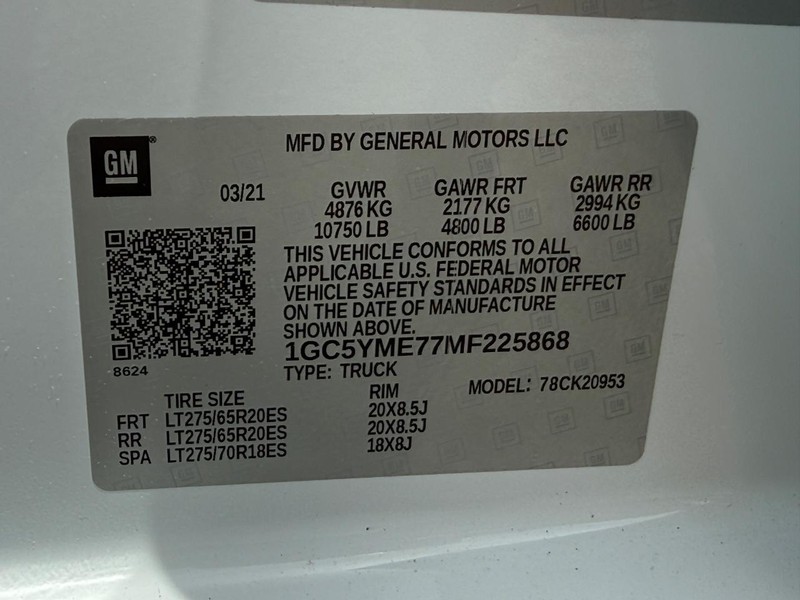 GM®
MFD BY GENERAL MOTORS LLC
03/21
GVWR GAWR FRT GAWR RR
4876 KG 2177 KG 2994 KG
10750 LB 4800 LB 6600 LB
THIS VEHICLE CONFORMS TO ALL
APPLICABLE U.S. FEDERAL MOTOR
VEHICLE SAFETY STANDARDS IN EFFECT
ON THE DATE OF MANUFACTURE
SHOWN ABOVE.
1GC5YME77MF225868
8624
TYPE: TRUCK MODEL: 78CK20953
TIRE SIZE RIM
FRT LT275/65R20ES 20X8.5J
RR LT275/65R20ES 20X8.5J
SPA LT275/70R18ES 18X8J